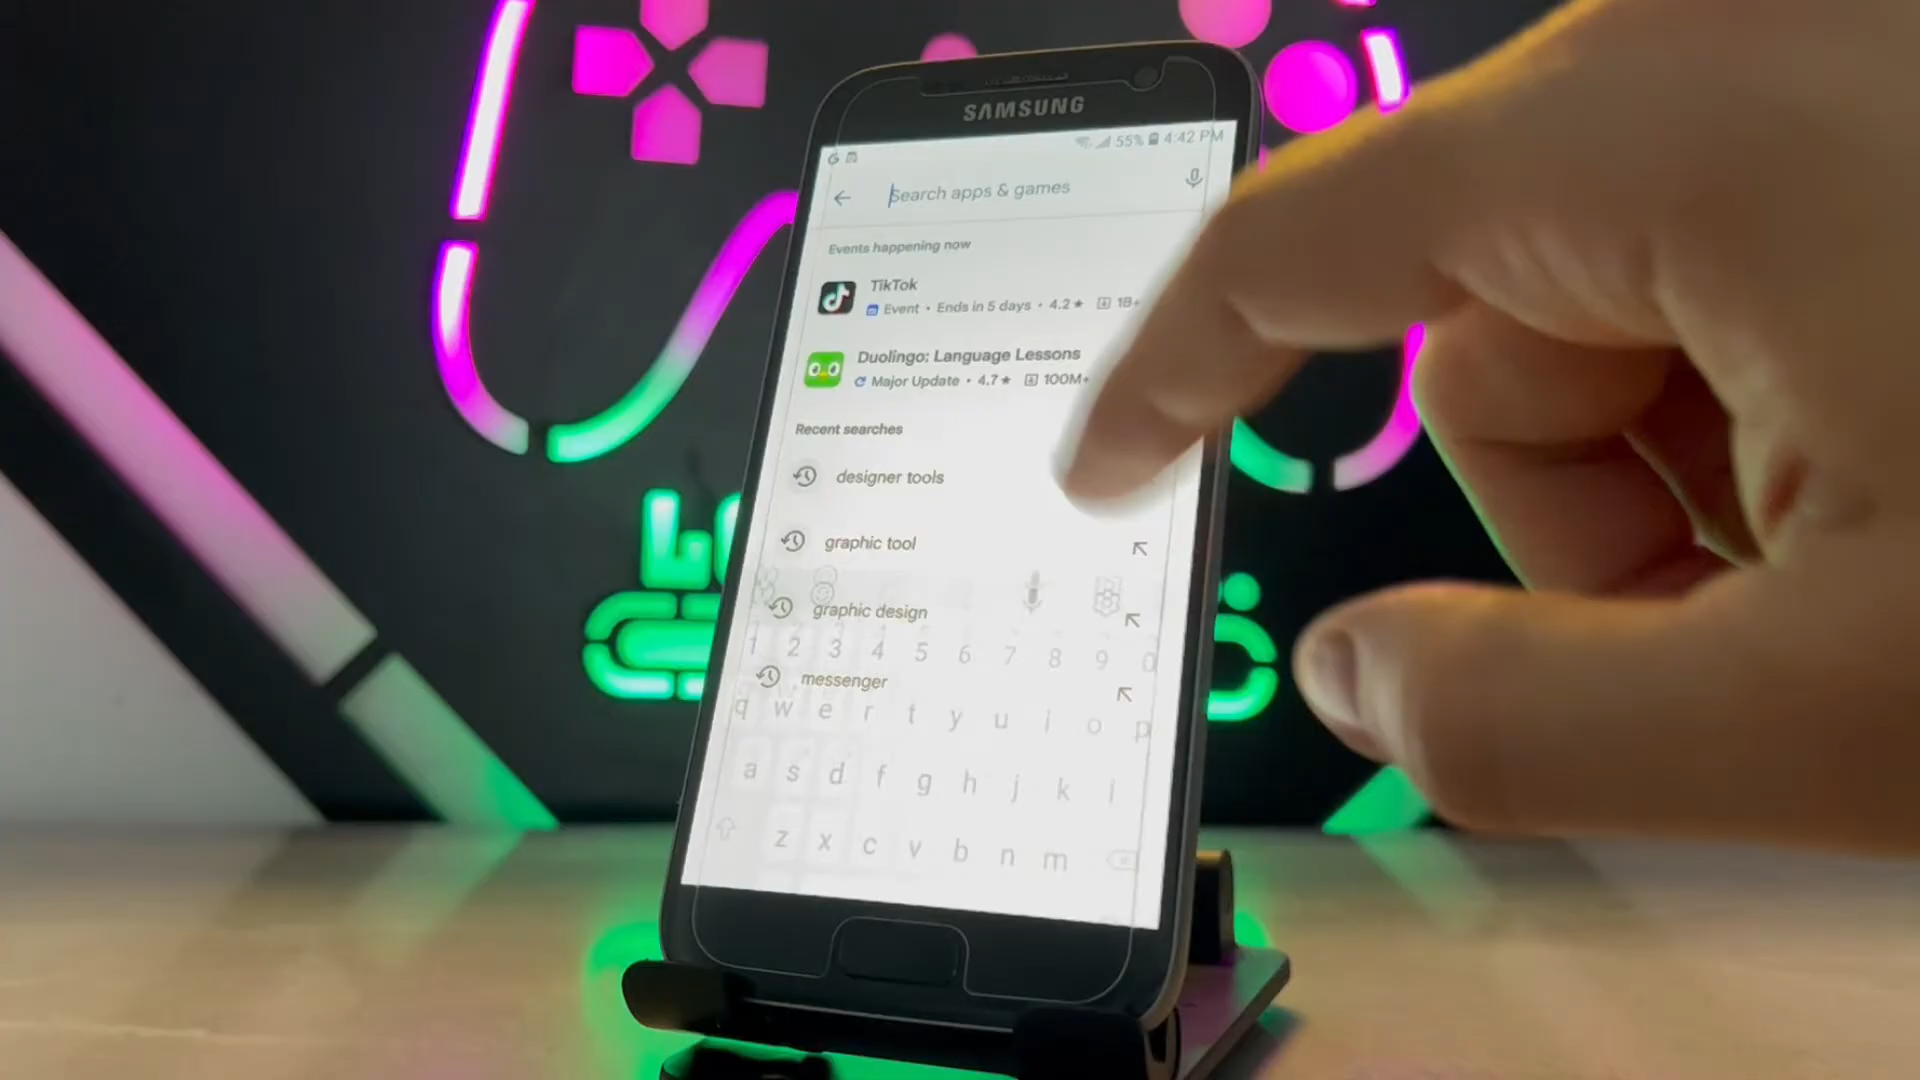 SAMSUNG
55% 4:42 PM
Search apps & games
Events happening now
TikTok
Event • Ends in 5 days • 4.2 ★ 1B+
Duolingo: Language Lessons
Major Update • 4.7 ★ 100M+
Recent searches
designer tools
graphic tool
graphic design
1 2 3 4 5 6 7 8 9 0
messenger
q w e r t y u i o p
a s d f g h j k l
z x c v b n m